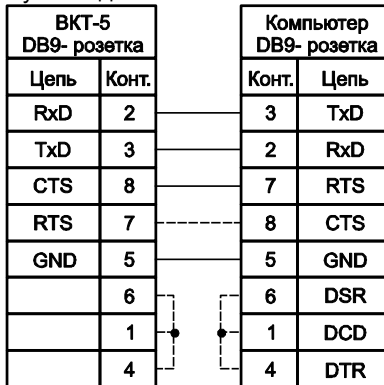 ВКТ-5 Компьютер
DB9- розетка DB9- розетка
Цепь Конт. Конт. Цепь
RxD 2 3 TxD
TxD 3 2 RxD
CTS 8 7 RTS
RTS 7 8 CTS
GND 5 5 GND
6 6 DSR
1 1 DCD
4 4 DTR